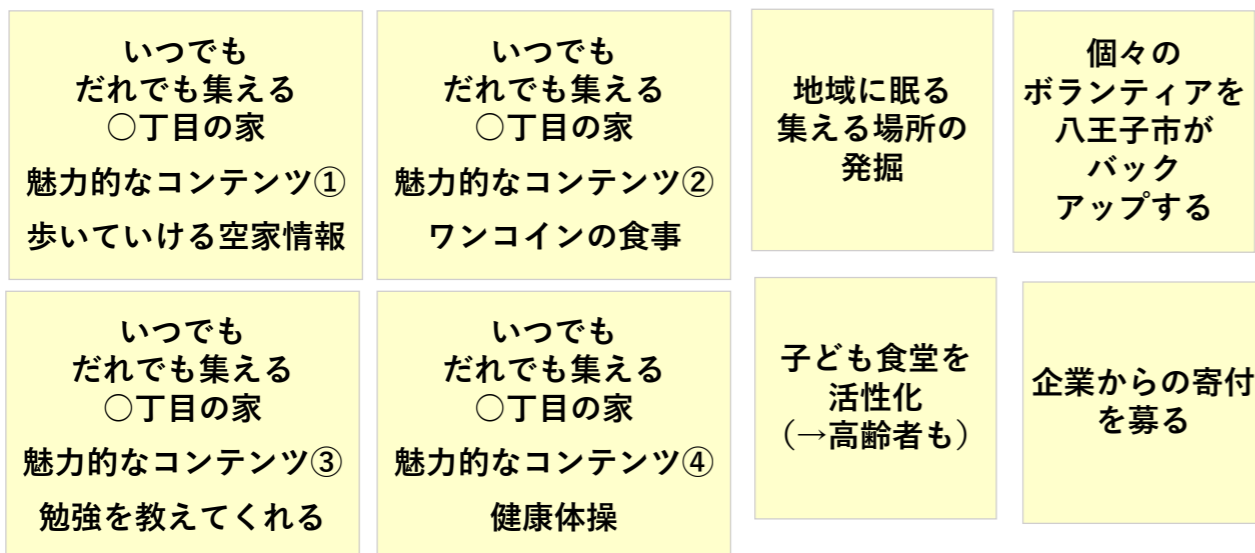 いつでも
だれでも集える
○丁目の家
魅力的なコンテンツ①
歩いていける空家情報
いつでも
だれでも集える
○丁目の家
魅力的なコンテンツ②
ワンコインの食事
地域に眠る
集える場所の
発掘
個々の
ボランティアを
八王子市が
バック
アップする
いつでも
だれでも集える
○丁目の家
魅力的なコンテンツ③
勉強を教えてくれる
いつでも
だれでも集える
○丁目の家
魅力的なコンテンツ④
健康体操
子ども食堂を
活性化
（→高齢者も）
企業からの寄付
を募る